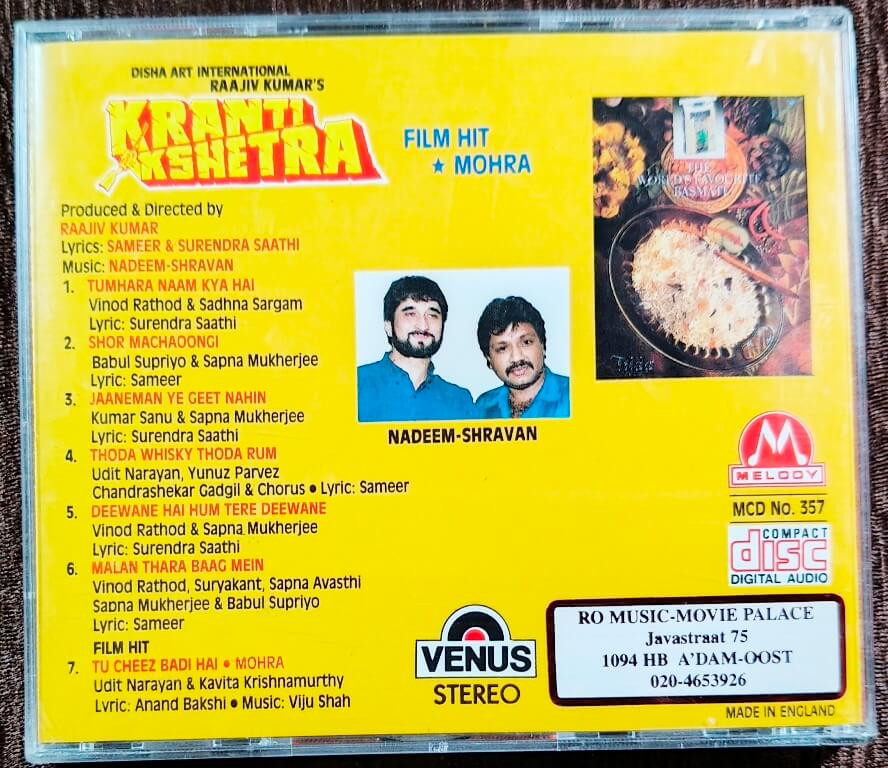 DISHA ART INTERNATIONAL
RAAJIV KUMAR'S
KRANTI
KSHETRA
FILM HIT
★ MOHRA
Produced & Directed by
RAAJIV KUMAR
Lyrics: SAMEER & SURENDRA SAATHI
Music: NADEEM-SHRAVAN
1. TUMHARA NAAM KYA HAI
Vinod Rathod & Sadhna Sargam
Lyric: Surendra Saathi
2. SHOR MACHAOONGI
Babul Supriyo & Sapna Mukherjee
Lyric: Sameer
3. JAANEMAN YE GEET NAHIN
Kumar Sanu & Sapna Mukherjee
Lyric: Surendra Saathi
4. THODA WHISKY THODA RUM
Udit Narayan, Yunuz Parvez
Chandrashekar Gadgil & Chorus ● Lyric: Sameer
5. DEEWANE HAI HUM TERE DEEWANE
Vinod Rathod & Sapna Mukherjee
Lyric: Surendra Saathi
6. MALAN THARA BAAG MEIN
Vinod Rathod, Suryakant, Sapna Avasthi
Sapna Mukherjee & Babul Supriyo
Lyric: Sameer
FILM HIT
7. TU CHEEZ BADI HAI ● MOHRA
Udit Narayan & Kavita Krishnamurthy
Lyric: Anand Bakshi ● Music: Viju Shah
NADEEM-SHRAVAN
THE
WORLD'S FAVOURITE
BASMATI
Tilda
M
MELODY
MCD No. 357
COMPACT
disc
DIGITAL AUDIO
VENUS
STEREO
RO MUSIC-MOVIE PALACE
Javastraat 75
1094 HB A'DAM-OOST
020-4653926
MADE IN ENGLAND